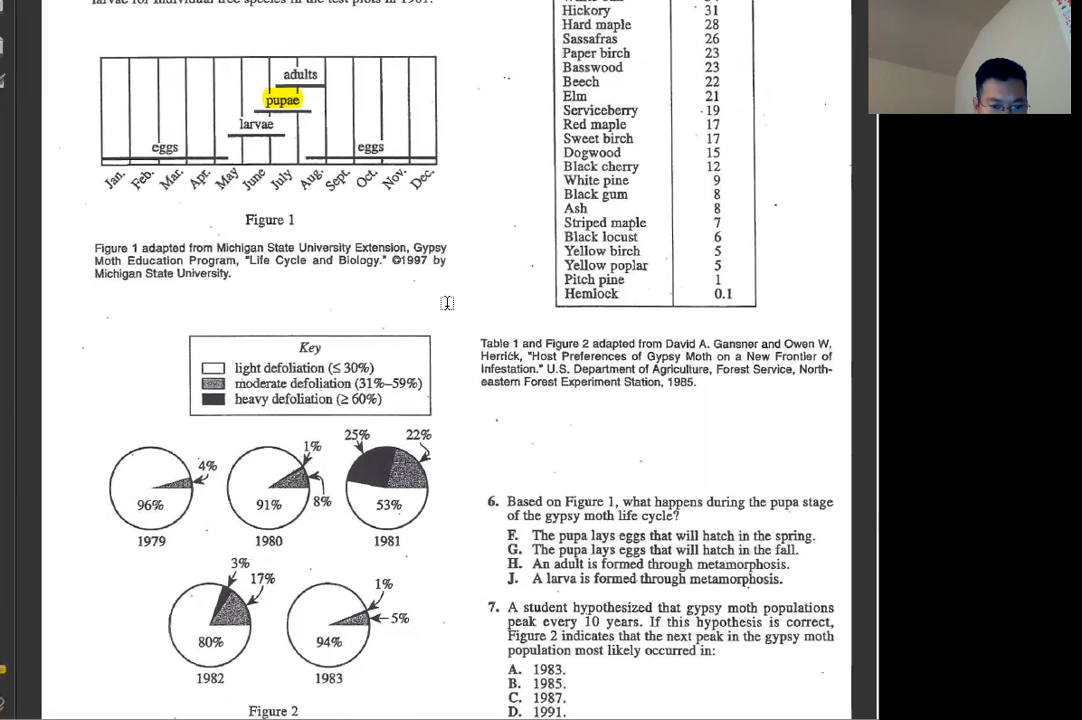 adults
pupae
larvae
eggs
eggs
Jan.
Feb.
Mar.
Apr.
May
June
July
Aug.
Sept.
Oct.
Nov.
Dec.
Figure 1
Figure 1 adapted from Michigan State University Extension, Gypsy
Moth Education Program, "Life Cycle and Biology." ©1997 by
Michigan State University.
Key
light defoliation (≤ 30%)
moderate defoliation (31%–59%)
heavy defoliation (≥ 60%)
4%
96%
1979
1%
8%
91%
1980
25%
22%
53%
1981
3%
17%
80%
1982
1%
5%
94%
1983
Figure 2
Hickory 31
Hard maple 28
Sassafras 26
Paper birch 23
Basswood 23
Beech 22
Elm 21
Serviceberry 19
Red maple 17
Sweet birch 17
Dogwood 15
Black cherry 12
White pine 9
Black gum 8
Ash 8
Striped maple 7
Black locust 6
Yellow birch 5
Yellow poplar 5
Pitch pine 1
Hemlock 0.1
Table 1 and Figure 2 adapted from David A. Gansner and Owen W.
Herrick, "Host Preferences of Gypsy Moth on a New Frontier of
Infestation." U.S. Department of Agriculture, Forest Service, North-
eastern Forest Experiment Station, 1985.
6. Based on Figure 1, what happens during the pupa stage
of the gypsy moth life cycle?
F. The pupa lays eggs that will hatch in the spring.
G. The pupa lays eggs that will hatch in the fall.
H. An adult is formed through metamorphosis.
J. A larva is formed through metamorphosis.
7. A student hypothesized that gypsy moth populations
peak every 10 years. If this hypothesis is correct,
Figure 2 indicates that the next peak in the gypsy moth
population most likely occurred in:
A. 1983.
B. 1985.
C. 1987.
D. 1991.